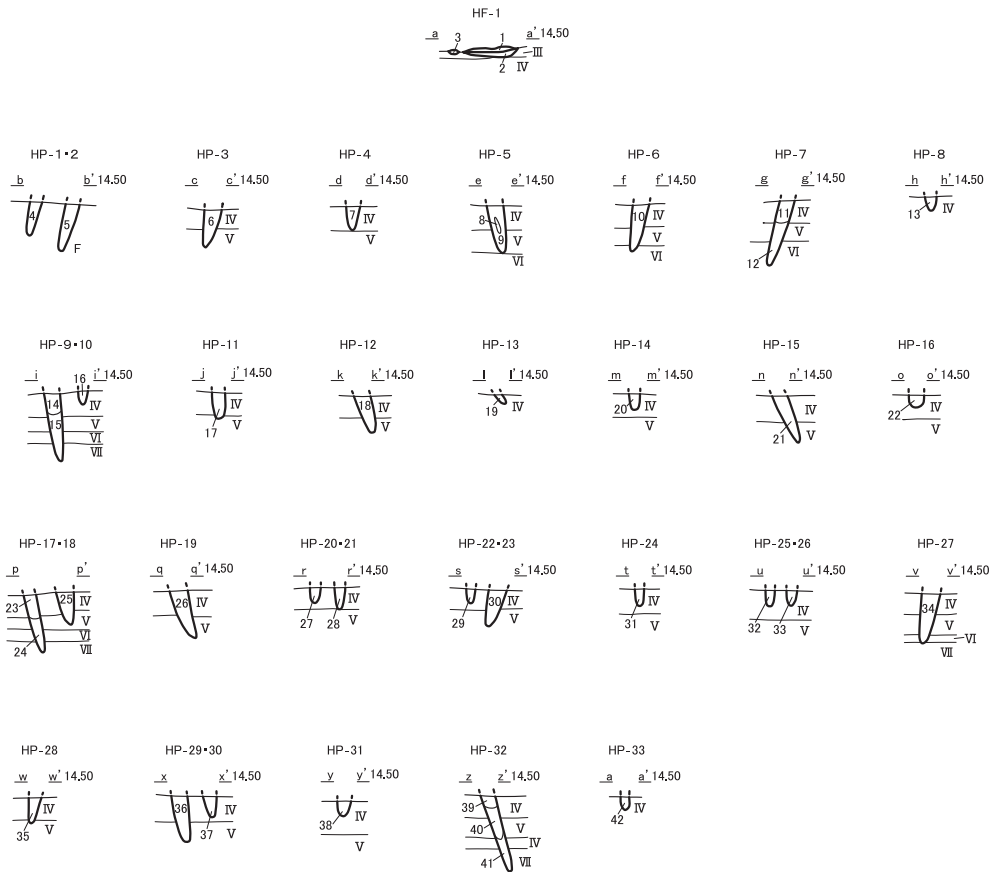 HF-1
a 3 1 a' 14.50
2 III
IV
HP-1・2 HP-3 HP-4 HP-5 HP-6 HP-7 HP-8
b b' 14.50 c c' 14.50 d d' 14.50 e e' 14.50 f f' 14.50 g g' 14.50 h h' 14.50
4 5 F 6 IV V 7 IV V 8 9 IV V VI 10 IV V VI 11 12 IV V VI 13 IV
HP-9・10 HP-11 HP-12 HP-13 HP-14 HP-15 HP-16
i 16 i' 14.50 j j' 14.50 k k' 14.50 l l' 14.50 m m' 14.50 n n' 14.50 o o' 14.50
14 15 IV V VI VII 17 IV V 18 IV V 19 IV 20 IV V 21 IV V 22 IV V
HP-17・18 HP-19 HP-20・21 HP-22・23 HP-24 HP-25・26 HP-27
p p' q q' 14.50 r r' 14.50 s s' 14.50 t t' 14.50 u u' 14.50 v v' 14.50
23 24 25 IV V VI VII 26 IV V 27 28 IV V 29 30 IV V 31 IV V 32 33 IV V 34 IV V VI VII
HP-28 HP-29・30 HP-31 HP-32 HP-33
w w' 14.50 x x' 14.50 y y' 14.50 z z' 14.50 a a' 14.50
35 IV V 36 37 IV V 38 IV V 39 40 41 IV V IV VII 42 IV